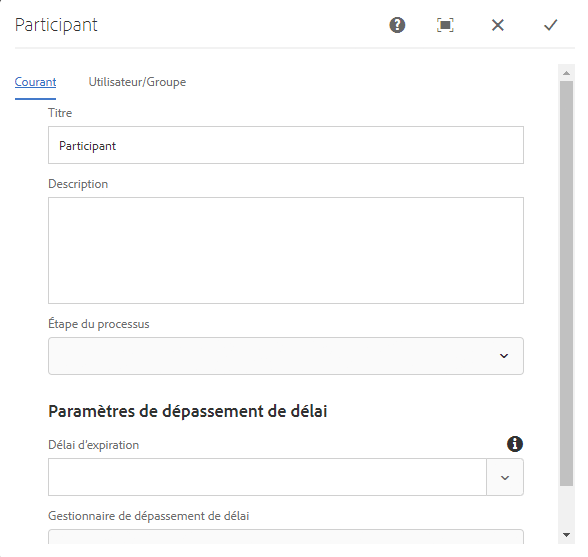 Participant
Courant Utilisateur/Groupe
Titre
Participant
Description
Étape du processus
Paramètres de dépassement de délai
Délai d'expiration
Gestionnaire de dépassement de délai